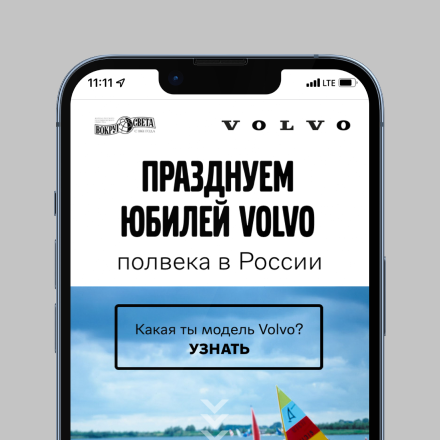 11:11
LTE
ВОКРУГ СВЕТА
VOLVO
ПРАЗДНУЕМ
ЮБИЛЕЙ VOLVO
полвека в России
Какая ты модель Volvo?
УЗНАТЬ